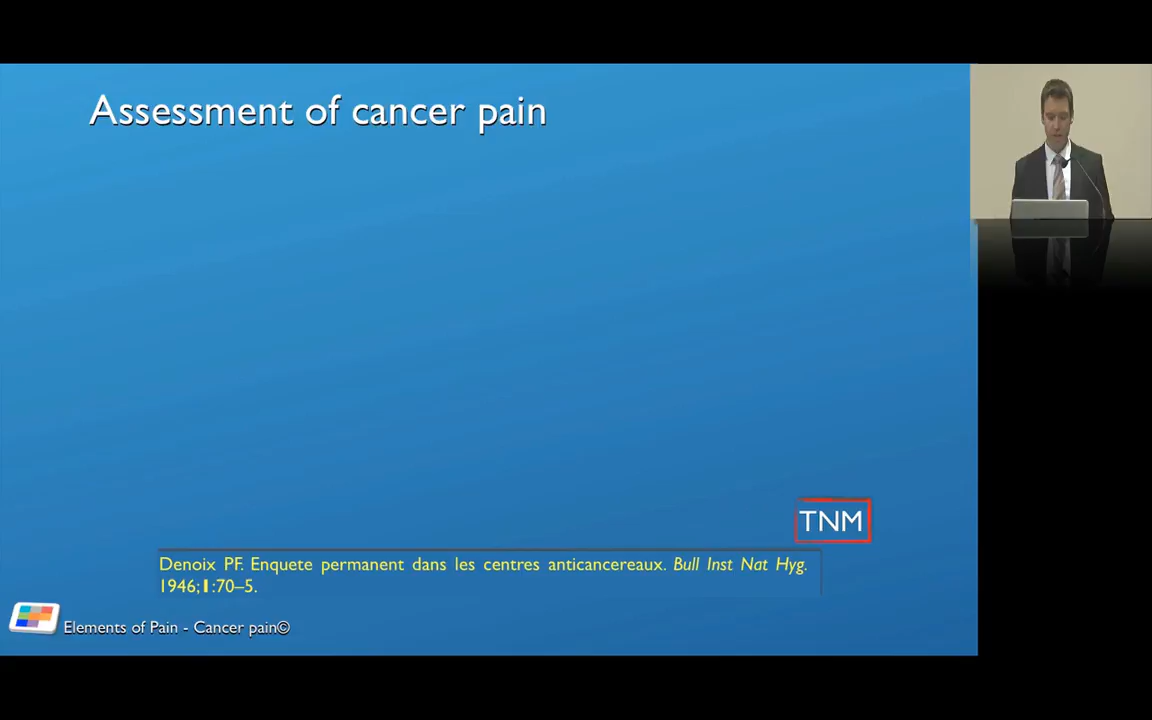 Assessment of cancer pain
TNM
Denoix PF. Enquete permanent dans les centres anticancereaux. Bull Inst Nat Hyg.
1946;1:70–5.
Elements of Pain - Cancer pain©